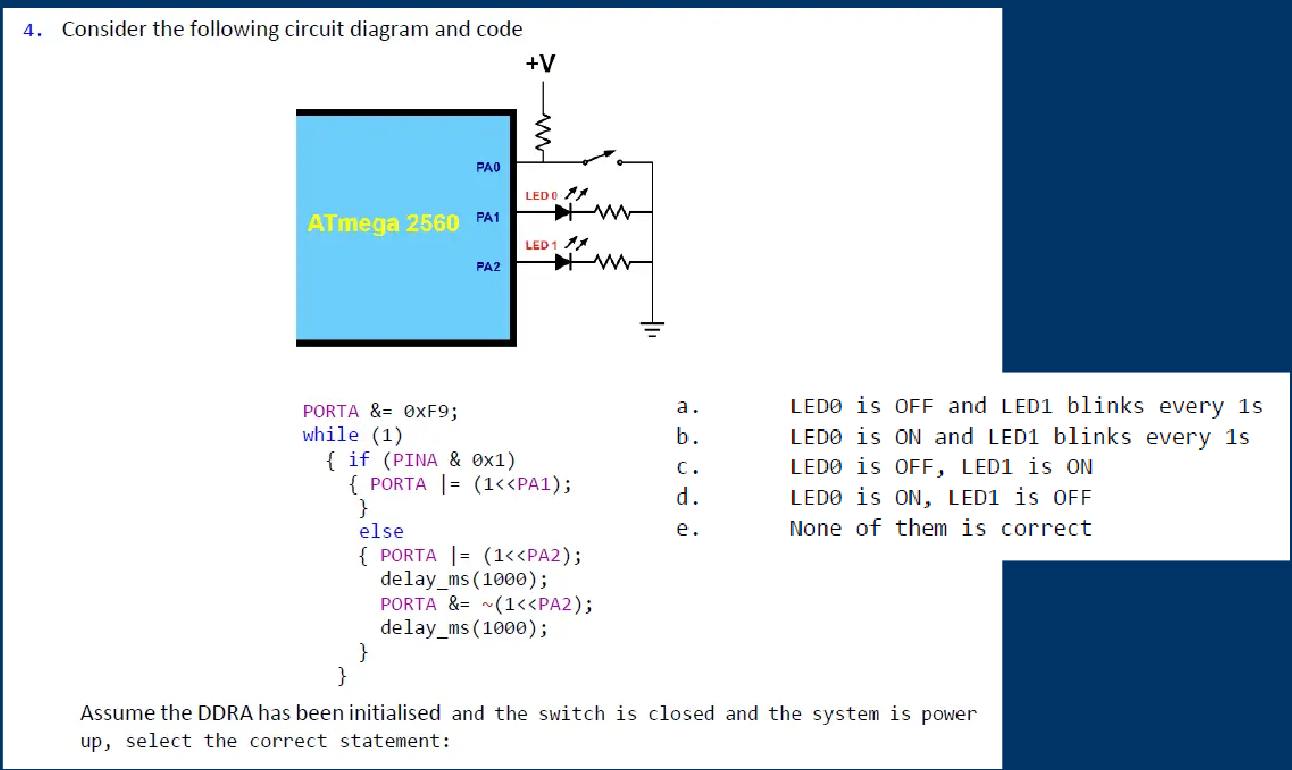 4. Consider the following circuit diagram and code
+V
PA0
LED 0
ATmega 2560
PA1
LED 1
PA2
PORTA &= 0xF9;
while (1)
{ if (PINA & 0x1)
{ PORTA |= (1<<PA1);
}
else
{ PORTA |= (1<<PA2);
delay_ms(1000);
PORTA &= ~(1<<PA2);
delay_ms(1000);
}
}
a. LED0 is OFF and LED1 blinks every 1s
b. LED0 is ON and LED1 blinks every 1s
c. LED0 is OFF, LED1 is ON
d. LED0 is ON, LED1 is OFF
e. None of them is correct
Assume the DDRA has been initialised and the switch is closed and the system is power
up, select the correct statement: